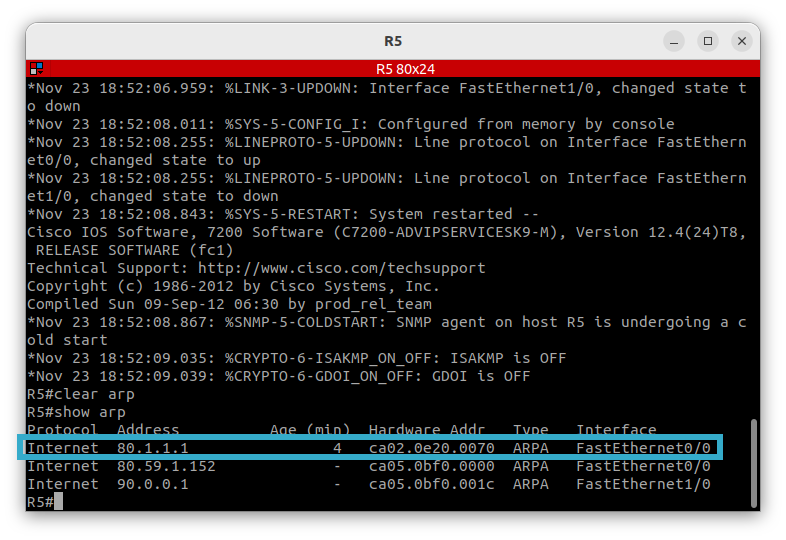 R5
R5 80x24
*Nov 23 18:52:06.959: %LINK-3-UPDOWN: Interface FastEthernet1/0, changed state t
o down
*Nov 23 18:52:08.011: %SYS-5-CONFIG_I: Configured from memory by console
*Nov 23 18:52:08.255: %LINEPROTO-5-UPDOWN: Line protocol on Interface FastEthern
et0/0, changed state to up
*Nov 23 18:52:08.255: %LINEPROTO-5-UPDOWN: Line protocol on Interface FastEthern
et1/0, changed state to down
*Nov 23 18:52:08.843: %SYS-5-RESTART: System restarted --
Cisco IOS Software, 7200 Software (C7200-ADVIPSERVICESK9-M), Version 12.4(24)T8,
 RELEASE SOFTWARE (fc1)
Technical Support: http://www.cisco.com/techsupport
Copyright (c) 1986-2012 by Cisco Systems, Inc.
Compiled Sun 09-Sep-12 06:30 by prod_rel_team
*Nov 23 18:52:08.867: %SNMP-5-COLDSTART: SNMP agent on host R5 is undergoing a c
old start
*Nov 23 18:52:09.035: %CRYPTO-6-ISAKMP_ON_OFF: ISAKMP is OFF
*Nov 23 18:52:09.039: %CRYPTO-6-GDOI_ON_OFF: GDOI is OFF
R5#clear arp
R5#show arp
Protocol  Address          Age (min)  Hardware Addr   Type   Interface
Internet  80.1.1.1                4   ca02.0e20.0070  ARPA   FastEthernet0/0
Internet  80.59.1.152             -   ca05.0bf0.0000  ARPA   FastEthernet0/0
Internet  90.0.0.1                -   ca05.0bf0.001c  ARPA   FastEthernet1/0
R5#